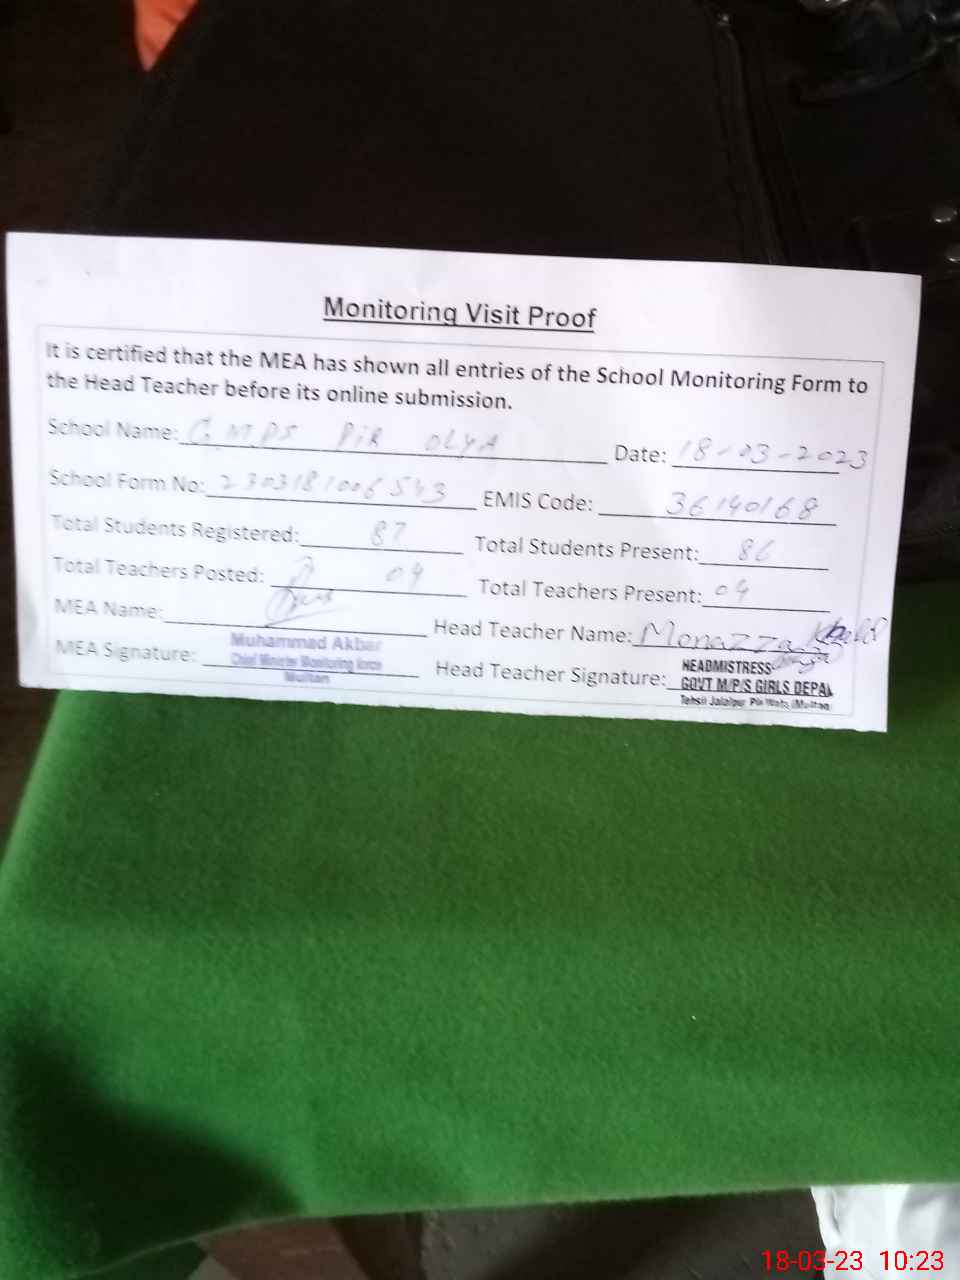 Monitoring Visit Proof
It is certified that the MEA has shown all entries of the School Monitoring Form to
the Head Teacher before its online submission.
School Name: GMPS PIR OLYA Date: 18-03-2023
School Form No: 2303181006543 EMIS Code: 36140168
Total Students Registered: 87 Total Students Present: 86
Total Teachers Posted: 04 Total Teachers Present: 04
MEA Name: Head Teacher Name: Monazza Khalid
MEA Signature: Muhammad Akbar Head Teacher Signature: HEADMISTRESS
Chief Minister Monitoring force GOVT M/P/S GIRLS DEPAL
Multan Tehsil Jalalpur Pir Wala (Multan
18-03-23 10:23